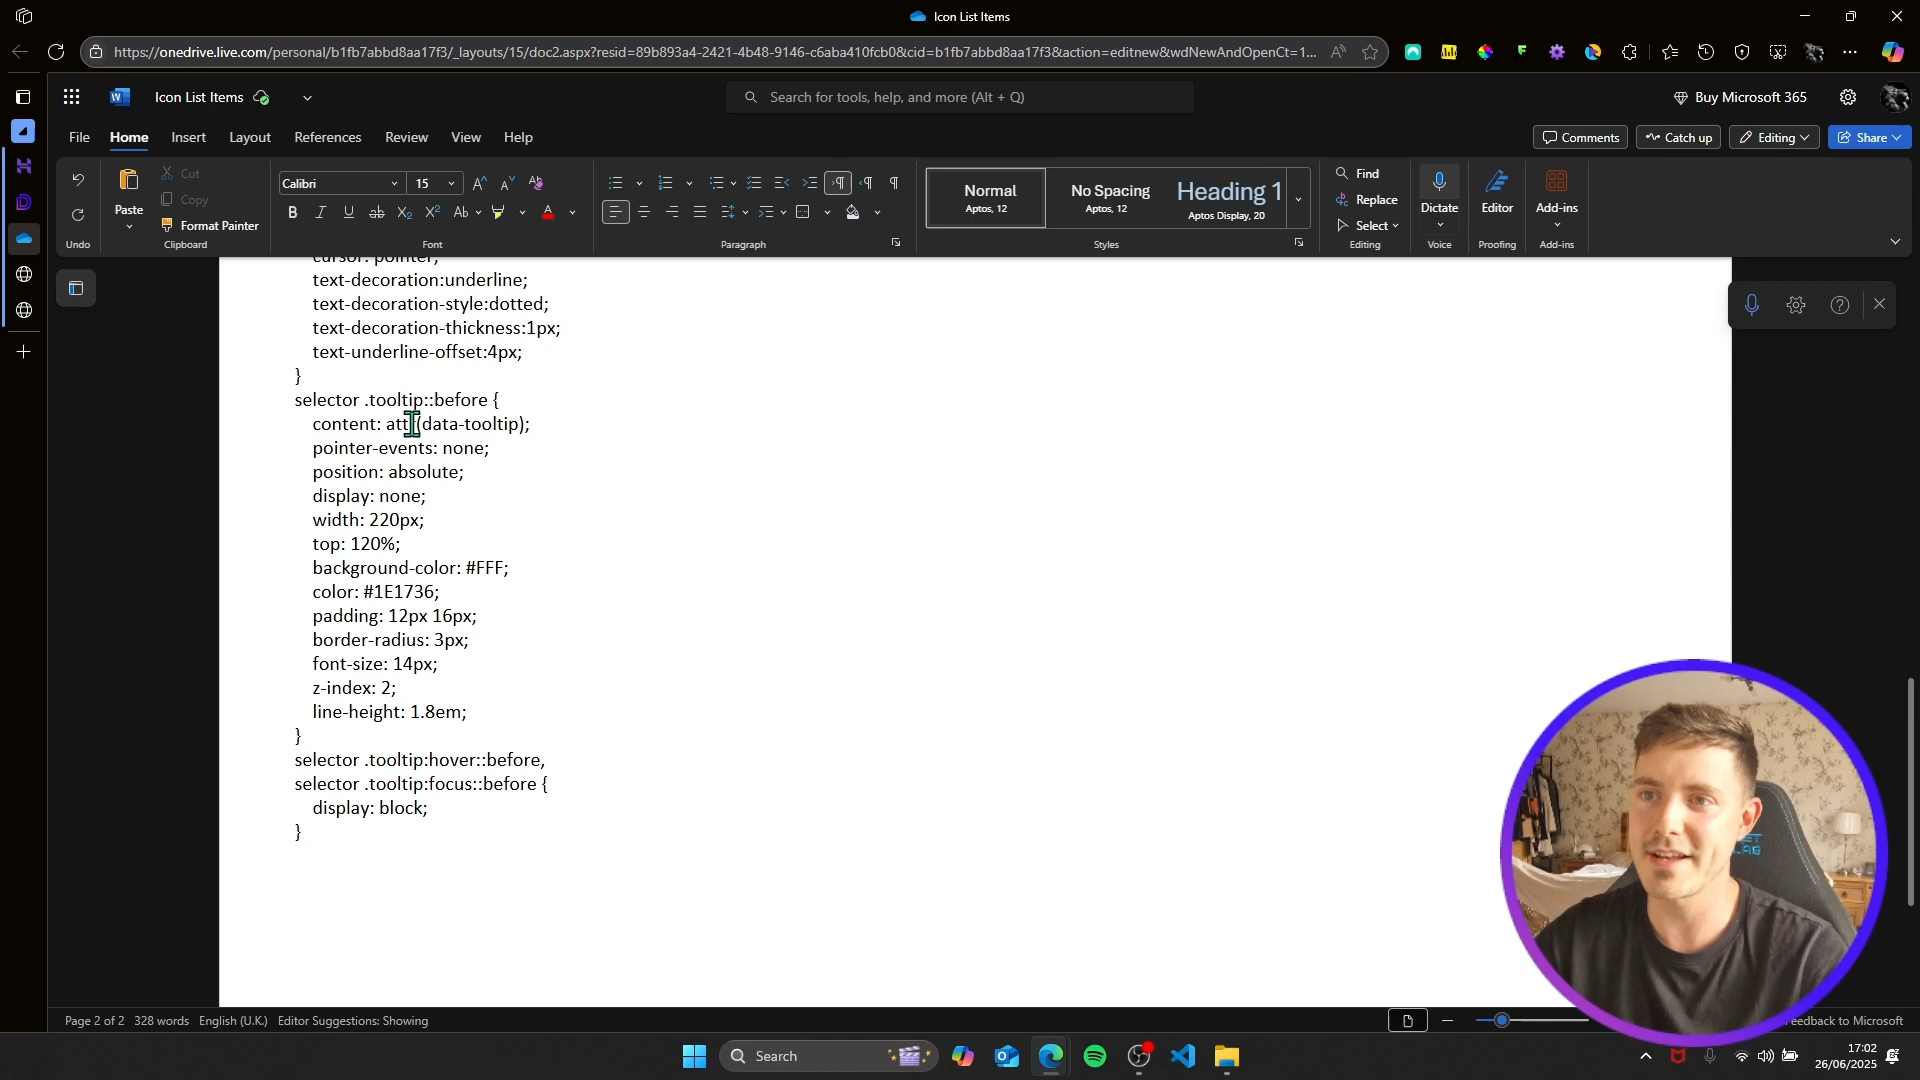 Icon List Items
https://onedrive.live.com/personal/b1fb7abbd8aa17f3/_layouts/15/doc2.aspx?resid=89b893a4-2421-4b48-9146-c6aba410fcb0&cid=b1fb7abbd8aa17f3&action=editnew&wdNewAndOpenCt=1...
Icon List Items
Search for tools, help, and more (Alt + Q)
Buy Microsoft 365
File Home Insert Layout References Review View Help
Comments Catch up Editing Share
Paste
Cut
Copy
Format Painter
Calibri 15
Normal
Aptos, 12
No Spacing
Aptos, 12
Heading 1
Aptos Display, 20
Find
Replace
Select
Dictate
Editor
Add-ins
Undo Clipboard Font Paragraph Styles Editing Voice Proofing Add-ins
cursor: pointer;
text-decoration:underline;
text-decoration-style:dotted;
text-decoration-thickness:1px;
text-underline-offset:4px;
}
selector .tooltip::before {
content: attr(data-tooltip);
pointer-events: none;
position: absolute;
display: none;
width: 220px;
top: 120%;
background-color: #FFF;
color: #1E1736;
padding: 12px 16px;
border-radius: 3px;
font-size: 14px;
z-index: 2;
line-height: 1.8em;
}
selector .tooltip:hover::before,
selector .tooltip:focus::before {
display: block;
}
Page 2 of 2 328 words English (U.K.) Editor Suggestions: Showing
eedback to Microsoft
Search
17:02
26/06/2025